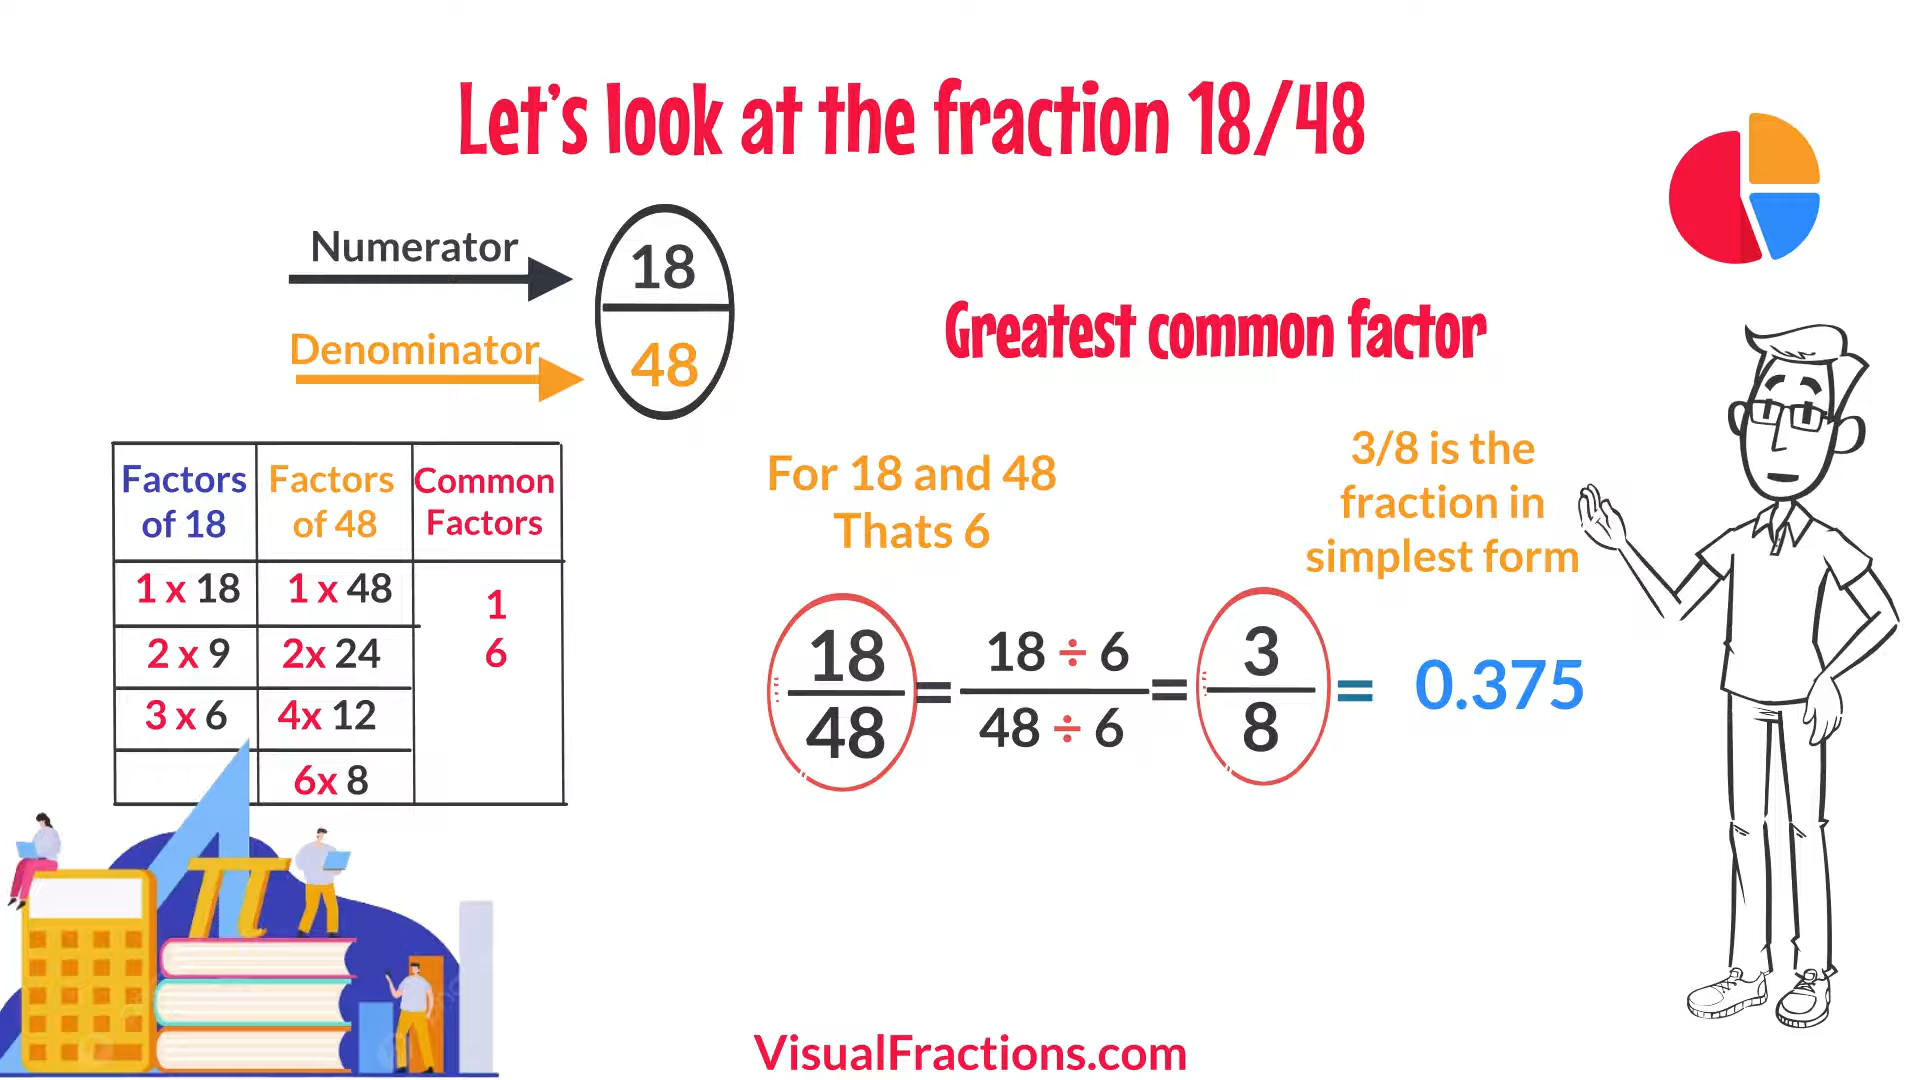 Let's look at the fraction 18/48
Numerator
18
Denominator
48
Greatest common factor
Factors of 18
Factors of 48
Common Factors
1 x 18
1 x 48
1
2 x 9
2x 24
6
3 x 6
4x 12
6x 8
For 18 and 48
Thats 6
3/8 is the
fraction in
simplest form
18/48 = 18 ÷ 6/48 ÷ 6 = 3/8 = 0.375
π
VisualFractions.com